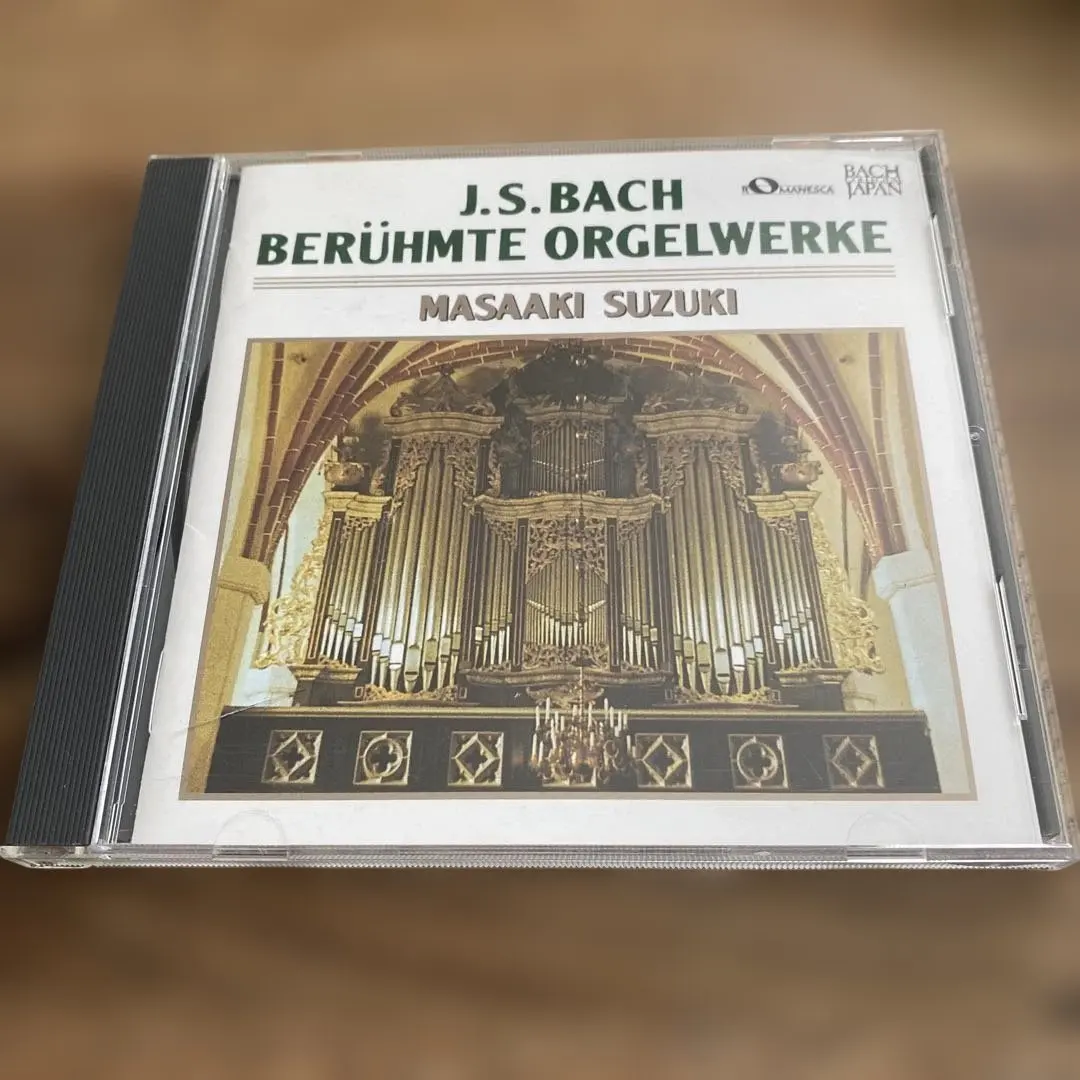 J.S.BACH
BERÜHMTE ORGELWERKE
MASAAKI SUZUKI
ROMANESCA
BACH
JAPAN